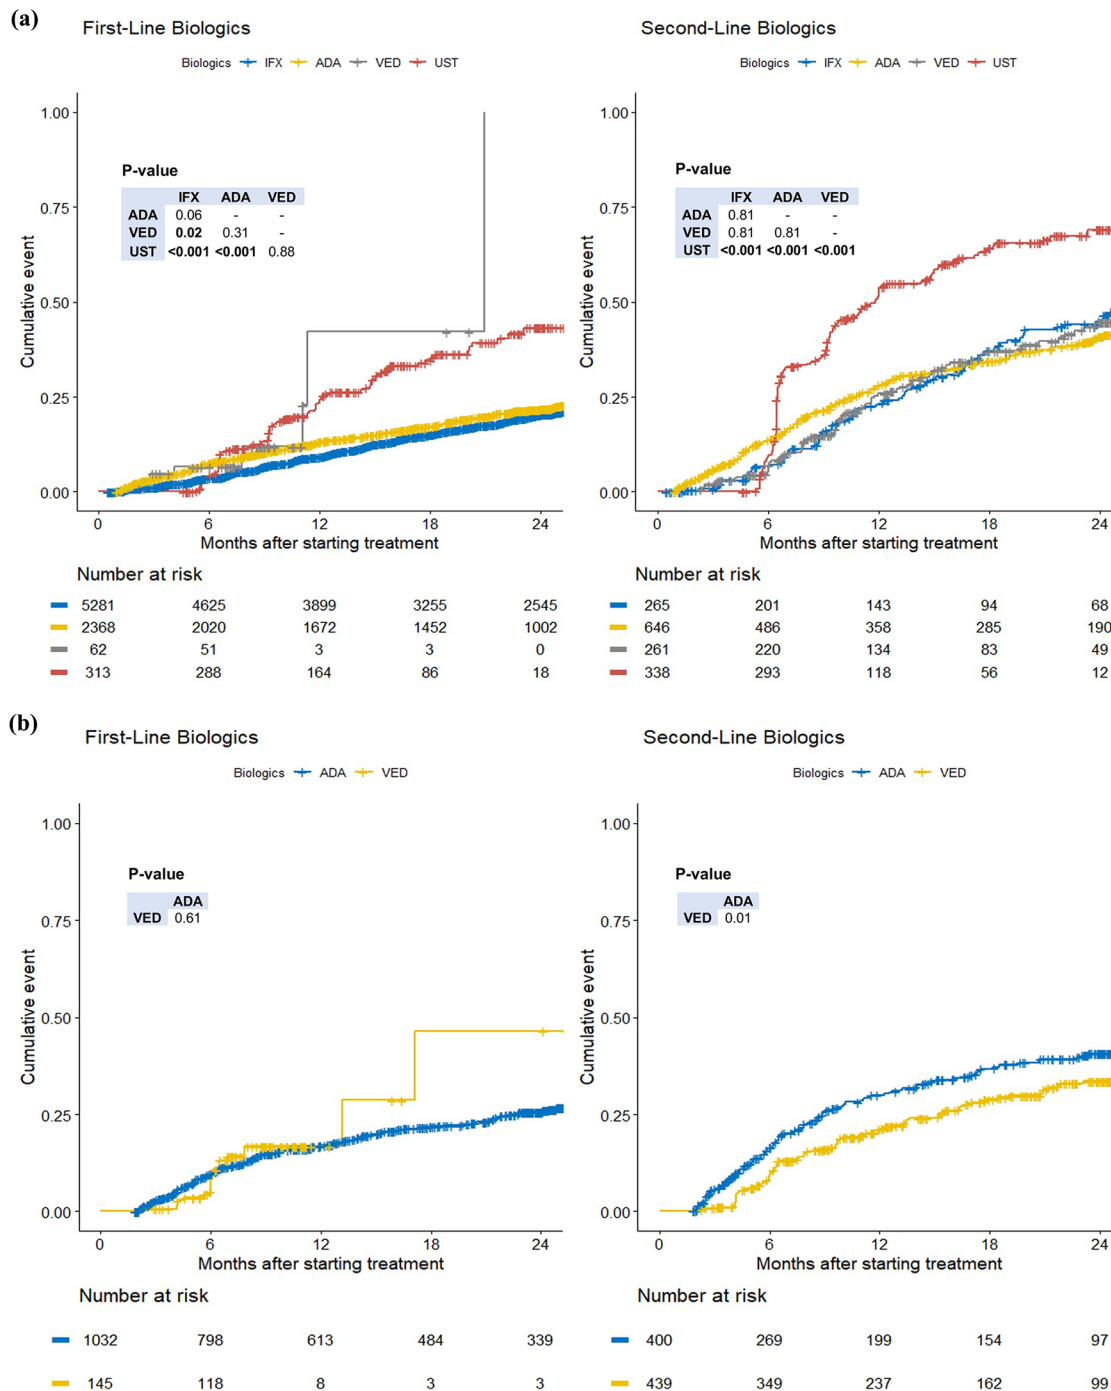 (a)
First-Line Biologics
Biologics IFX ADA VED UST
1.00
0.75
0.50
0.25
0.00
Cumulative event
P-value
IFX ADA VED
ADA 0.06 - -
VED 0.02 0.31 -
UST <0.001 <0.001 0.88
0 6 12 18 24
Months after starting treatment
Number at risk
5281 4625 3899 3255 2545
2368 2020 1672 1452 1002
62 51 3 3 0
313 288 164 86 18
Second-Line Biologics
Biologics IFX ADA VED UST
1.00
0.75
0.50
0.25
0.00
Cumulative event
P-value
IFX ADA VED
ADA 0.81 - -
VED 0.81 0.81 -
UST <0.001 <0.001 <0.001
0 6 12 18 24
Months after starting treatment
Number at risk
265 201 143 94 68
646 486 358 285 190
261 220 134 83 49
338 293 118 56 12
(b)
First-Line Biologics
Biologics ADA VED
1.00
0.75
0.50
0.25
0.00
Cumulative event
P-value
ADA
VED 0.61
0 6 12 18 24
Months after starting treatment
Number at risk
1032 798 613 484 339
145 118 8 3 3
Second-Line Biologics
Biologics ADA VED
1.00
0.75
0.50
0.25
0.00
Cumulative event
P-value
ADA
VED 0.01
0 6 12 18 24
Months after starting treatment
Number at risk
400 269 199 154 97
439 349 237 162 99